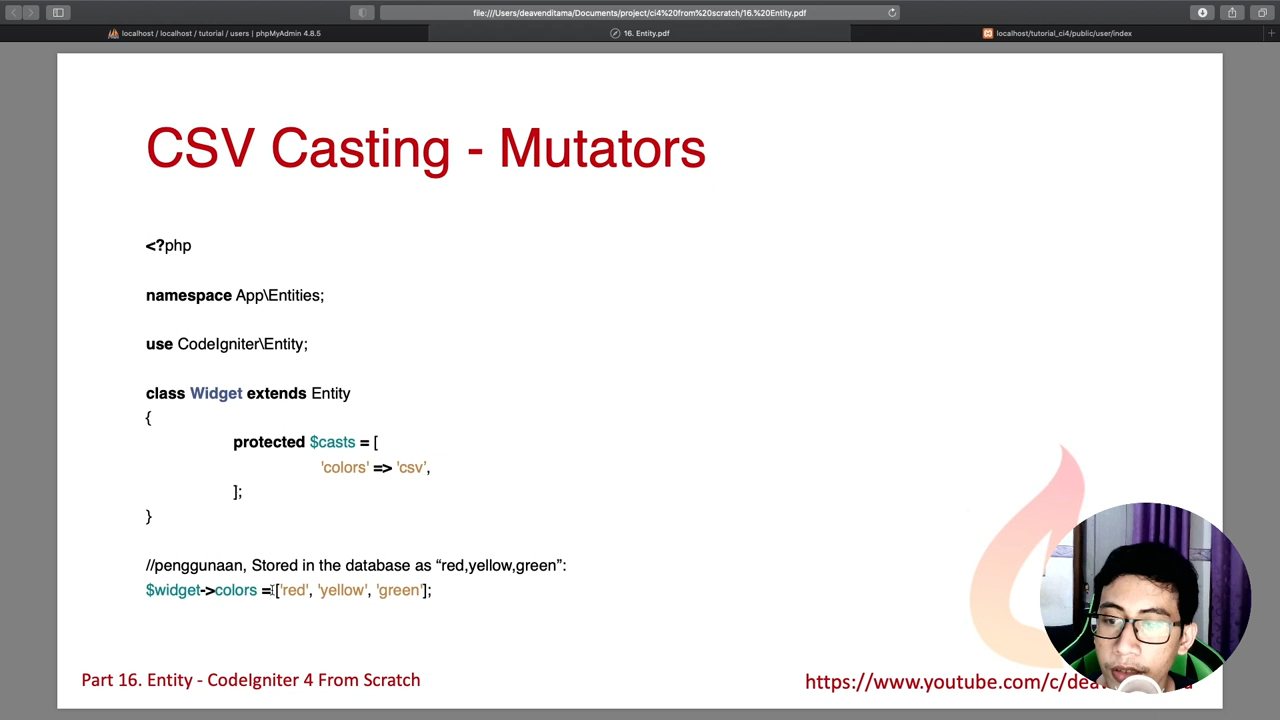 file:///Users/deavenditama/Documents/project/ci4%20from%20scratch/16.%20Entity.pdf
localhost / localhost / tutorial / users | phpMyAdmin 4.8.5
16. Entity.pdf
localhost/tutorial_ci4/public/user/index
CSV Casting - Mutators
<?php
namespace App\Entities;
use CodeIgniter\Entity;
class Widget extends Entity
{
protected $casts = [
'colors' => 'csv',
];
}
//penggunaan, Stored in the database as “red,yellow,green”:
$widget->colors =['red', 'yellow', 'green'];
Part 16. Entity - CodeIgniter 4 From Scratch
https://www.youtube.com/c/